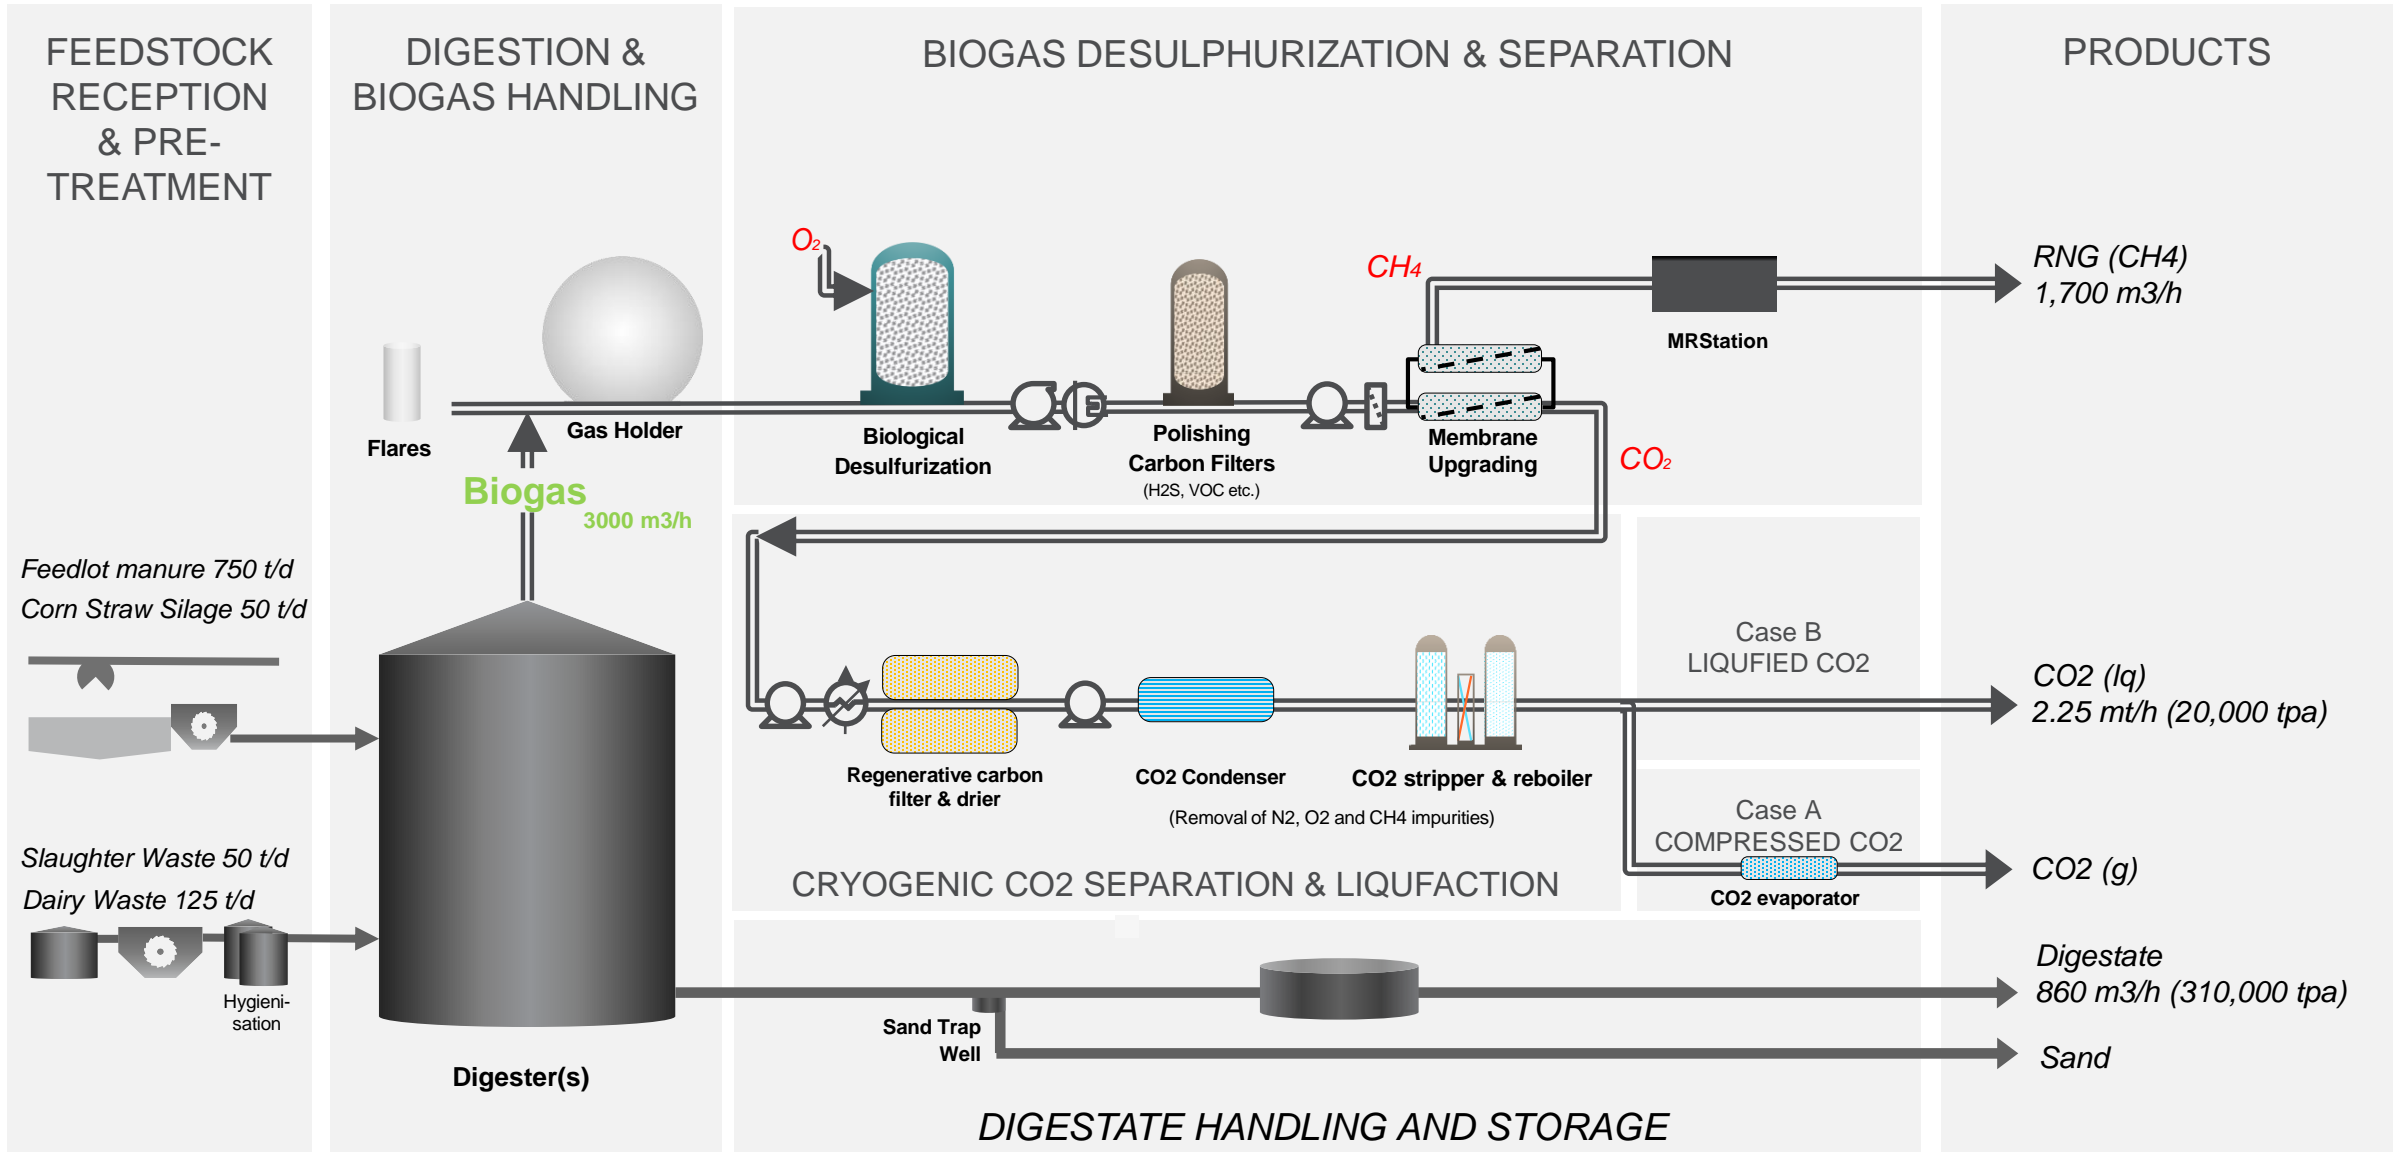 FEEDSTOCK
RECEPTION
& PRE-
TREATMENT
DIGESTION &
BIOGAS HANDLING
BIOGAS DESULPHURIZATION & SEPARATION
PRODUCTS
O2
CH4
RNG (CH4)
1,700 m3/h
MRStation
Flares
Gas Holder
Biological
Desulfurization
Polishing
Carbon Filters
(H2S, VOC etc.)
Membrane
Upgrading
CO2
Biogas
3000 m3/h
Feedlot manure 750 t/d
Corn Straw Silage 50 t/d
Case B
LIQUFIED CO2
CO2 (lq)
2.25 mt/h (20,000 tpa)
Regenerative carbon
filter & drier
CO2 Condenser
CO2 stripper & reboiler
(Removal of N2, O2 and CH4 impurities)
Case A
COMPRESSED CO2
CO2 evaporator
CO2 (g)
CRYOGENIC CO2 SEPARATION & LIQUFACTION
Slaughter Waste 50 t/d
Dairy Waste 125 t/d
Hygieni-
sation
Digester(s)
Sand Trap
Well
Digestate
860 m3/h (310,000 tpa)
Sand
DIGESTATE HANDLING AND STORAGE